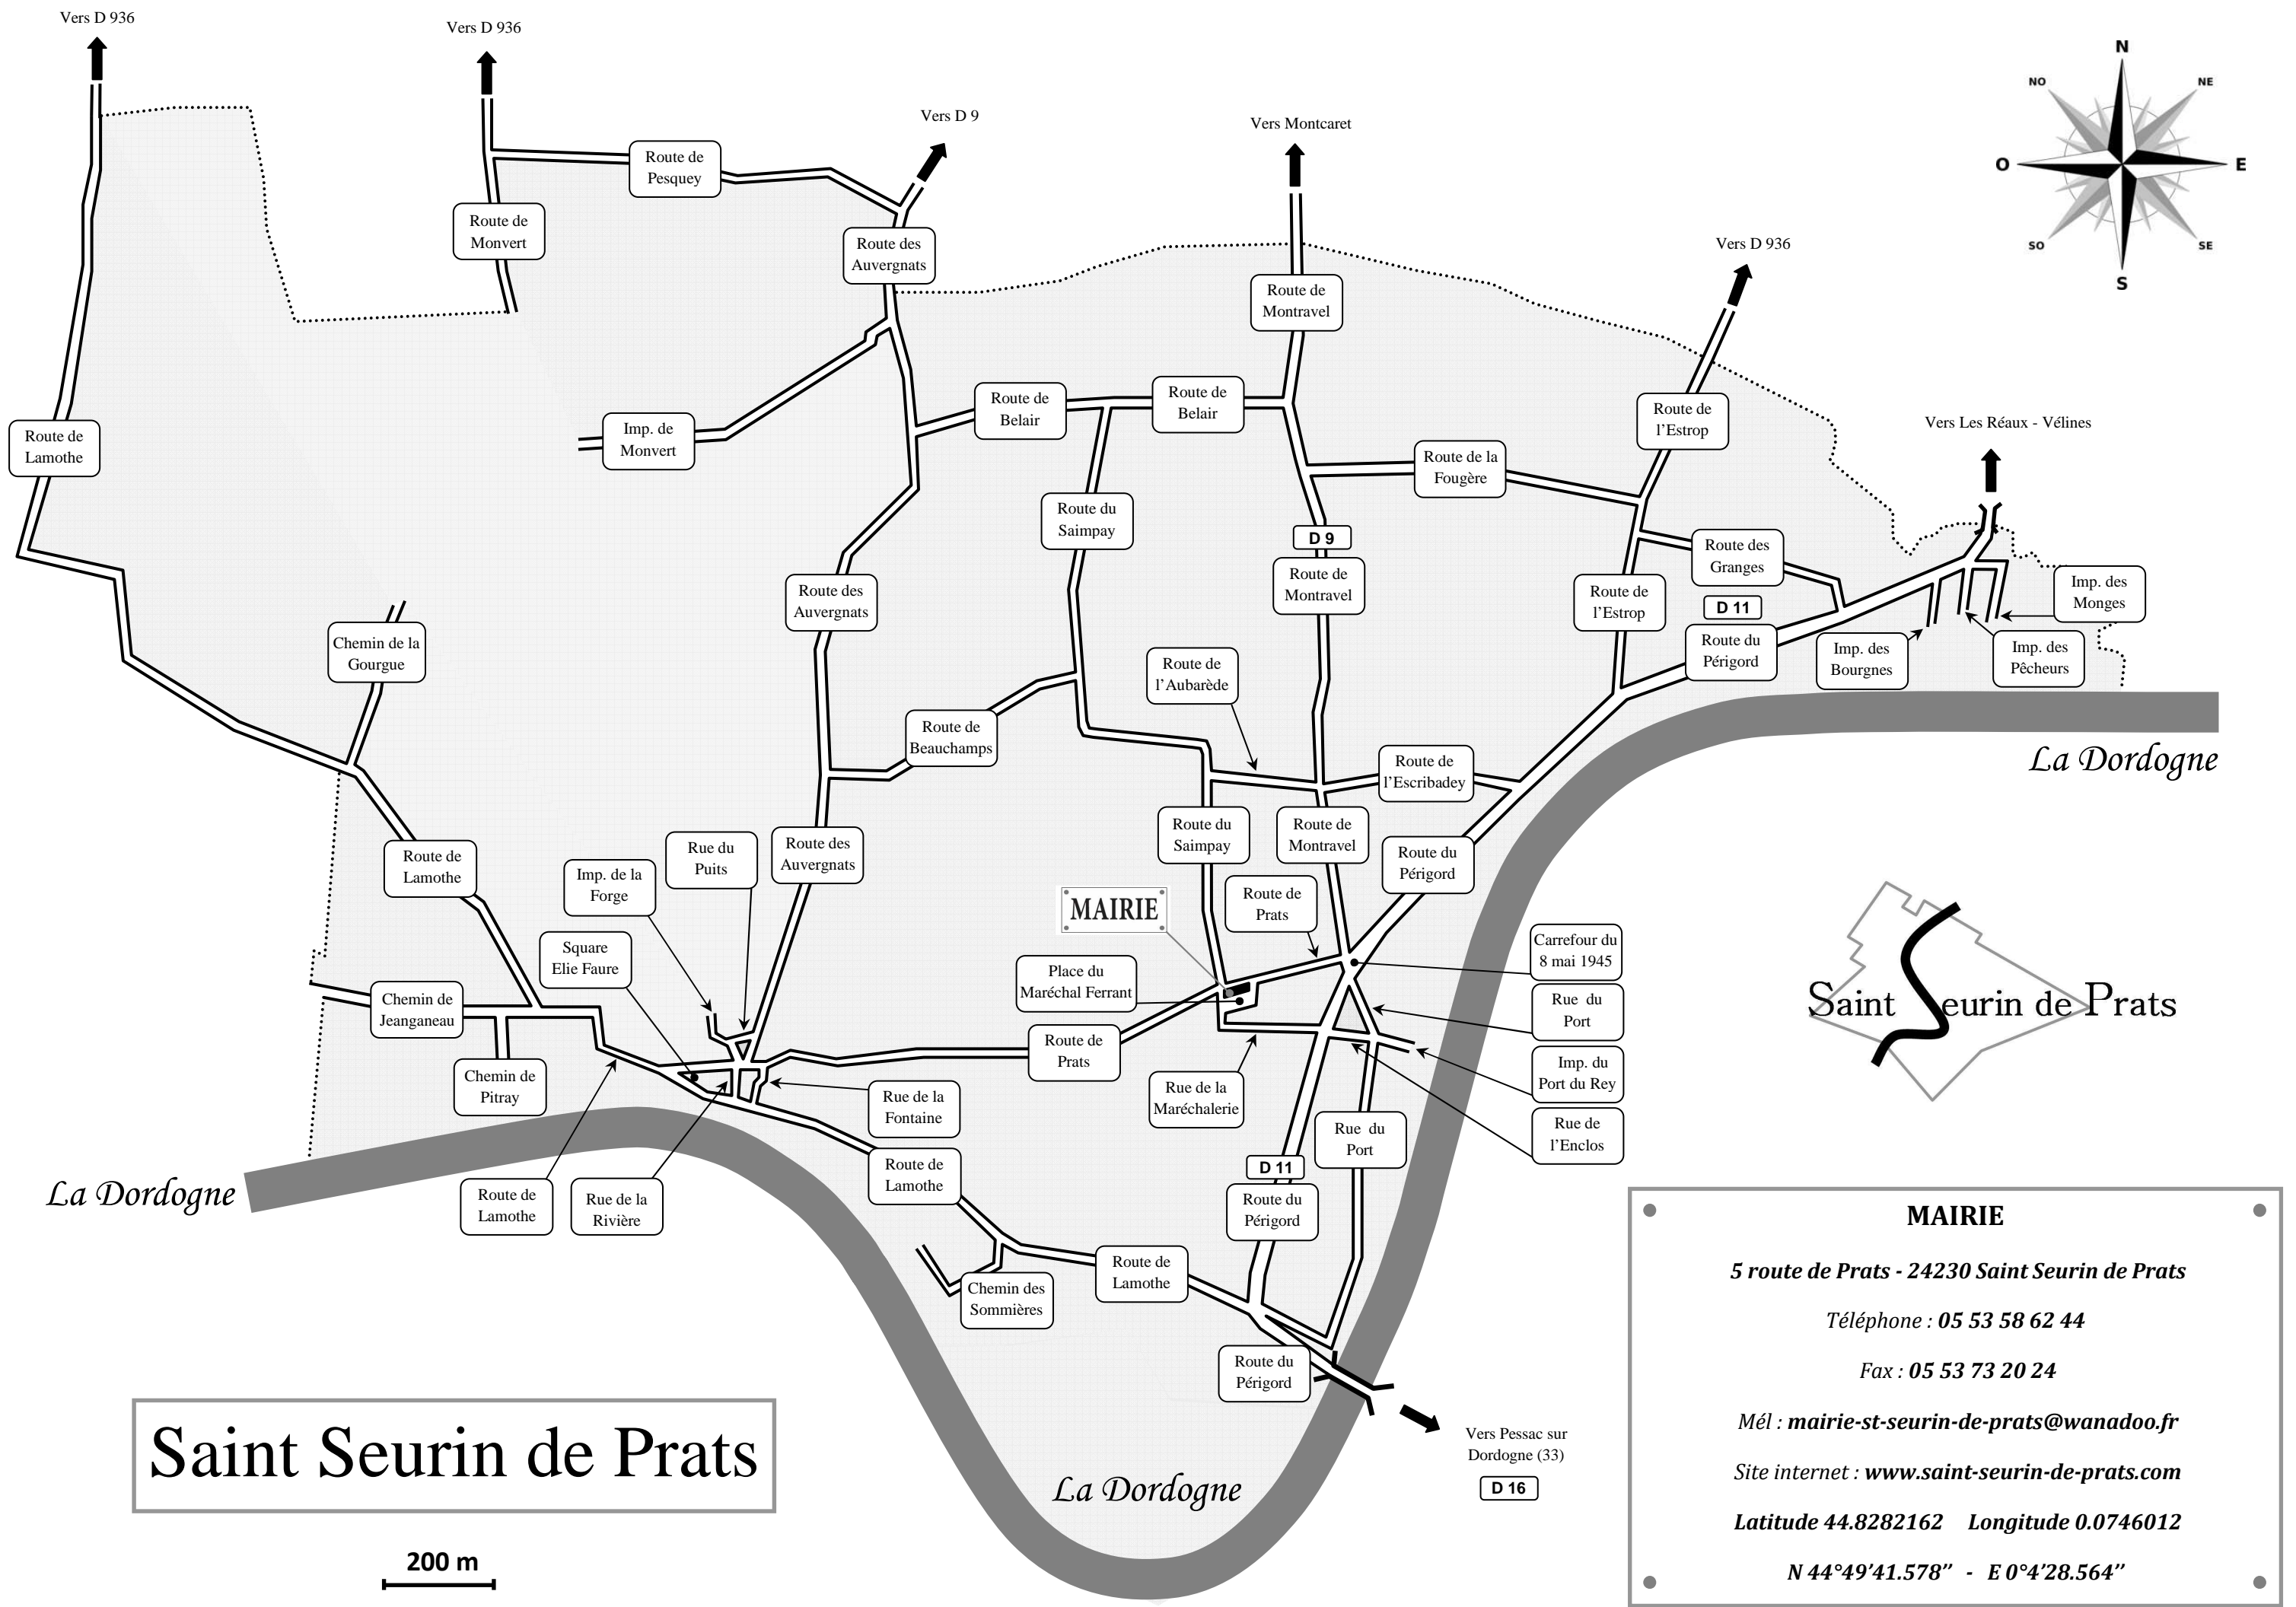 Vers D 936
Vers D 936
Vers D 9
Vers Montcaret
Vers D 936
Vers Les Réaux - Vélines
N
NO
NE
O
E
SO
SE
S
Route de
Pesquey
Route de
Monvert
Route des
Auvergnats
Route de
Montravel
Route de
Lamothe
Imp. de
Monvert
Route de
Belair
Route de
Belair
Route de
l’Estrop
Route de la
Fougère
Route du
Saimpay
D 9
Route de
Montravel
Route des
Granges
Route des
Auvergnats
Route de
l’Estrop
D 11
Route du
Périgord
Imp. des
Monges
Imp. des
Bourgnes
Imp. des
Pêcheurs
Chemin de la
Gourgue
Route de
l’Aubarède
Route de
Beauchamps
La Dordogne
Route de
l’Escribadey
Route du
Saimpay
Route de
Montravel
Route du
Périgord
Route de
Lamothe
Imp. de la
Forge
Rue du
Puits
Route des
Auvergnats
MAIRIE
Route de
Prats
Square
Elie Faure
Place du
Maréchal Ferrant
Carrefour du
8 mai 1945
Chemin de
Jeanganeau
Rue du
Port
Saint Seurin de Prats
Chemin de
Pitray
Route de
Prats
Rue de la
Fontaine
Rue de la
Maréchalerie
Imp. du
Port du Rey
Rue du
Port
Rue de
l’Enclos
La Dordogne
Route de
Lamothe
Rue de la
Rivière
Route de
Lamothe
D 11
Route du
Périgord
Chemin des
Sommières
Route de
Lamothe
Route du
Périgord
Vers Pessac sur
Dordogne (33)
D 16
La Dordogne
Saint Seurin de Prats
200 m
MAIRIE
5 route de Prats - 24230 Saint Seurin de Prats
Téléphone : 05 53 58 62 44
Fax : 05 53 73 20 24
Mél : mairie-st-seurin-de-prats@wanadoo.fr
Site internet : www.saint-seurin-de-prats.com
Latitude 44.8282162 Longitude 0.0746012
N 44°49’41.578’’ - E 0°4’28.564’’